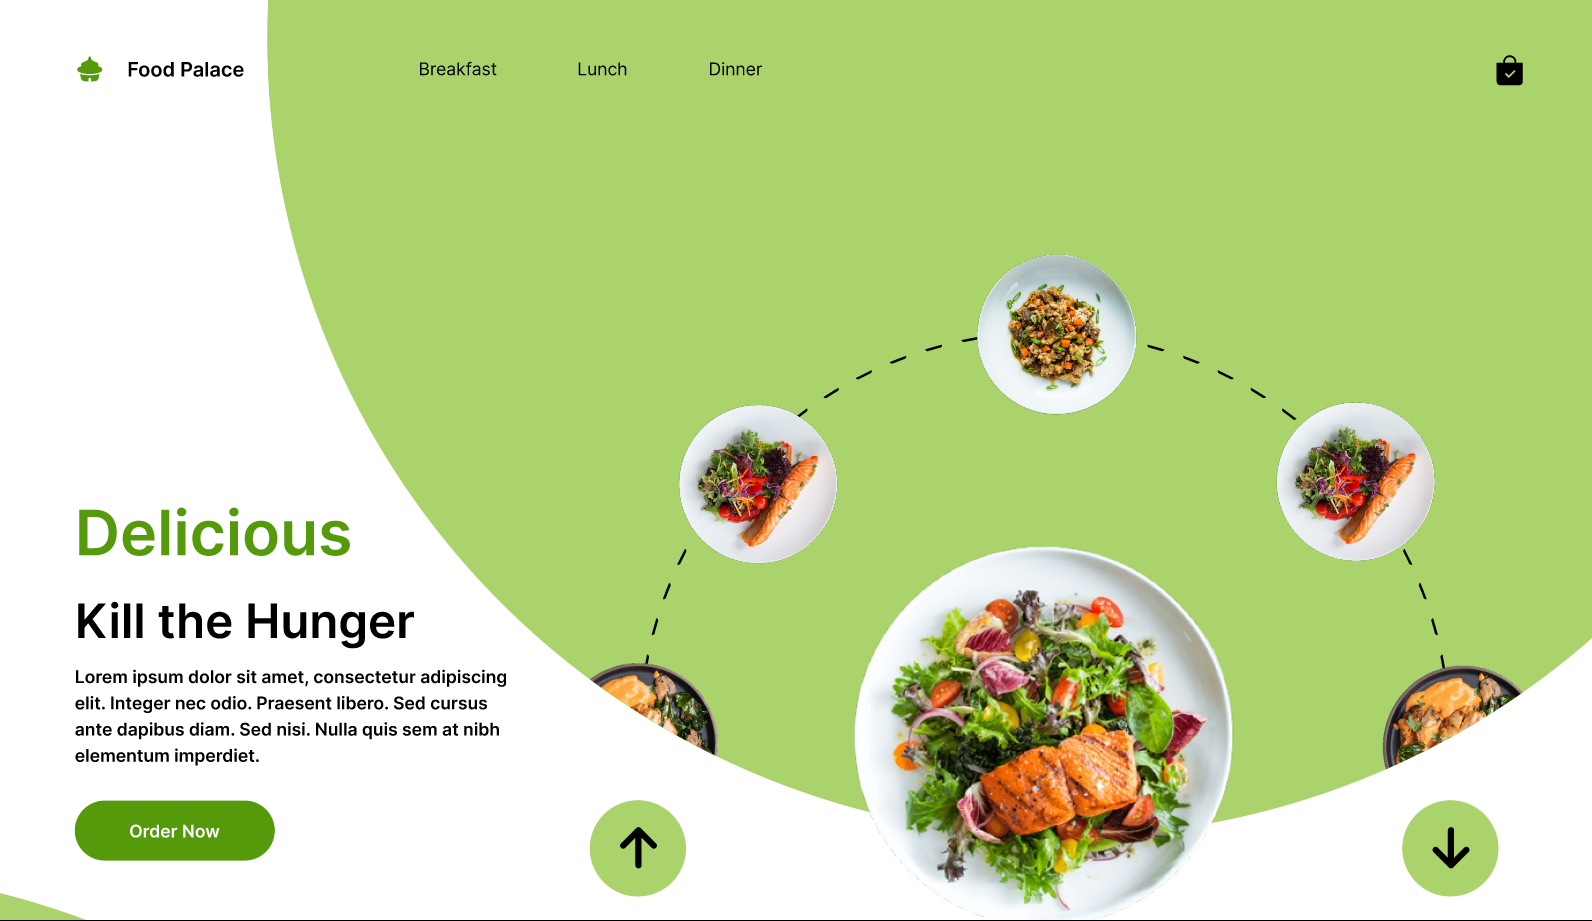 Food Palace
Breakfast
Lunch
Dinner
Delicious
Kill the Hunger
Lorem ipsum dolor sit amet, consectetur adipiscing
elit. Integer nec odio. Praesent libero. Sed cursus
ante dapibus diam. Sed nisi. Nulla quis sem at nibh
elementum imperdiet.
Order Now